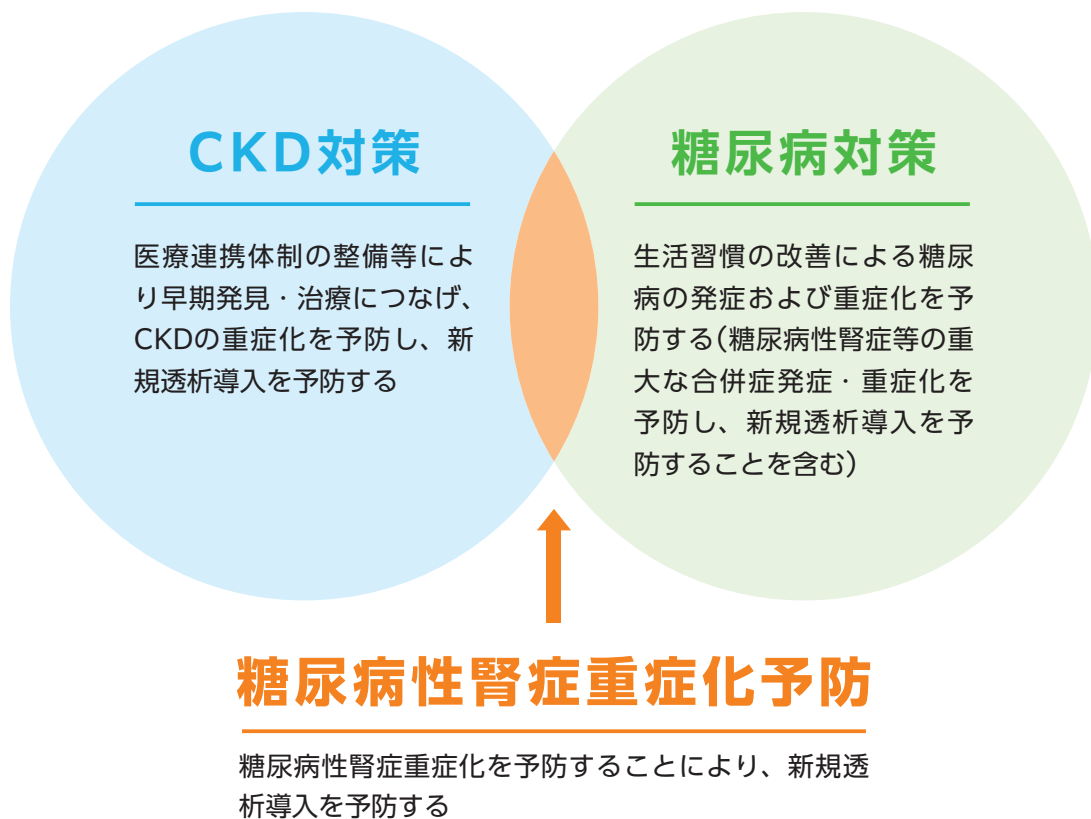 CKD対策
医療連携体制の整備等によ
り早期発見・治療につなげ、
CKDの重症化を予防し、新
規透析導入を予防する
糖尿病対策
生活習慣の改善による糖尿
病の発症および重症化を予
防する(糖尿病性腎症等の重
大な合併症発症・重症化を
予防し、新規透析導入を予
防することを含む)
糖尿病性腎症重症化予防
糖尿病性腎症重症化を予防することにより、新規透
析導入を予防する